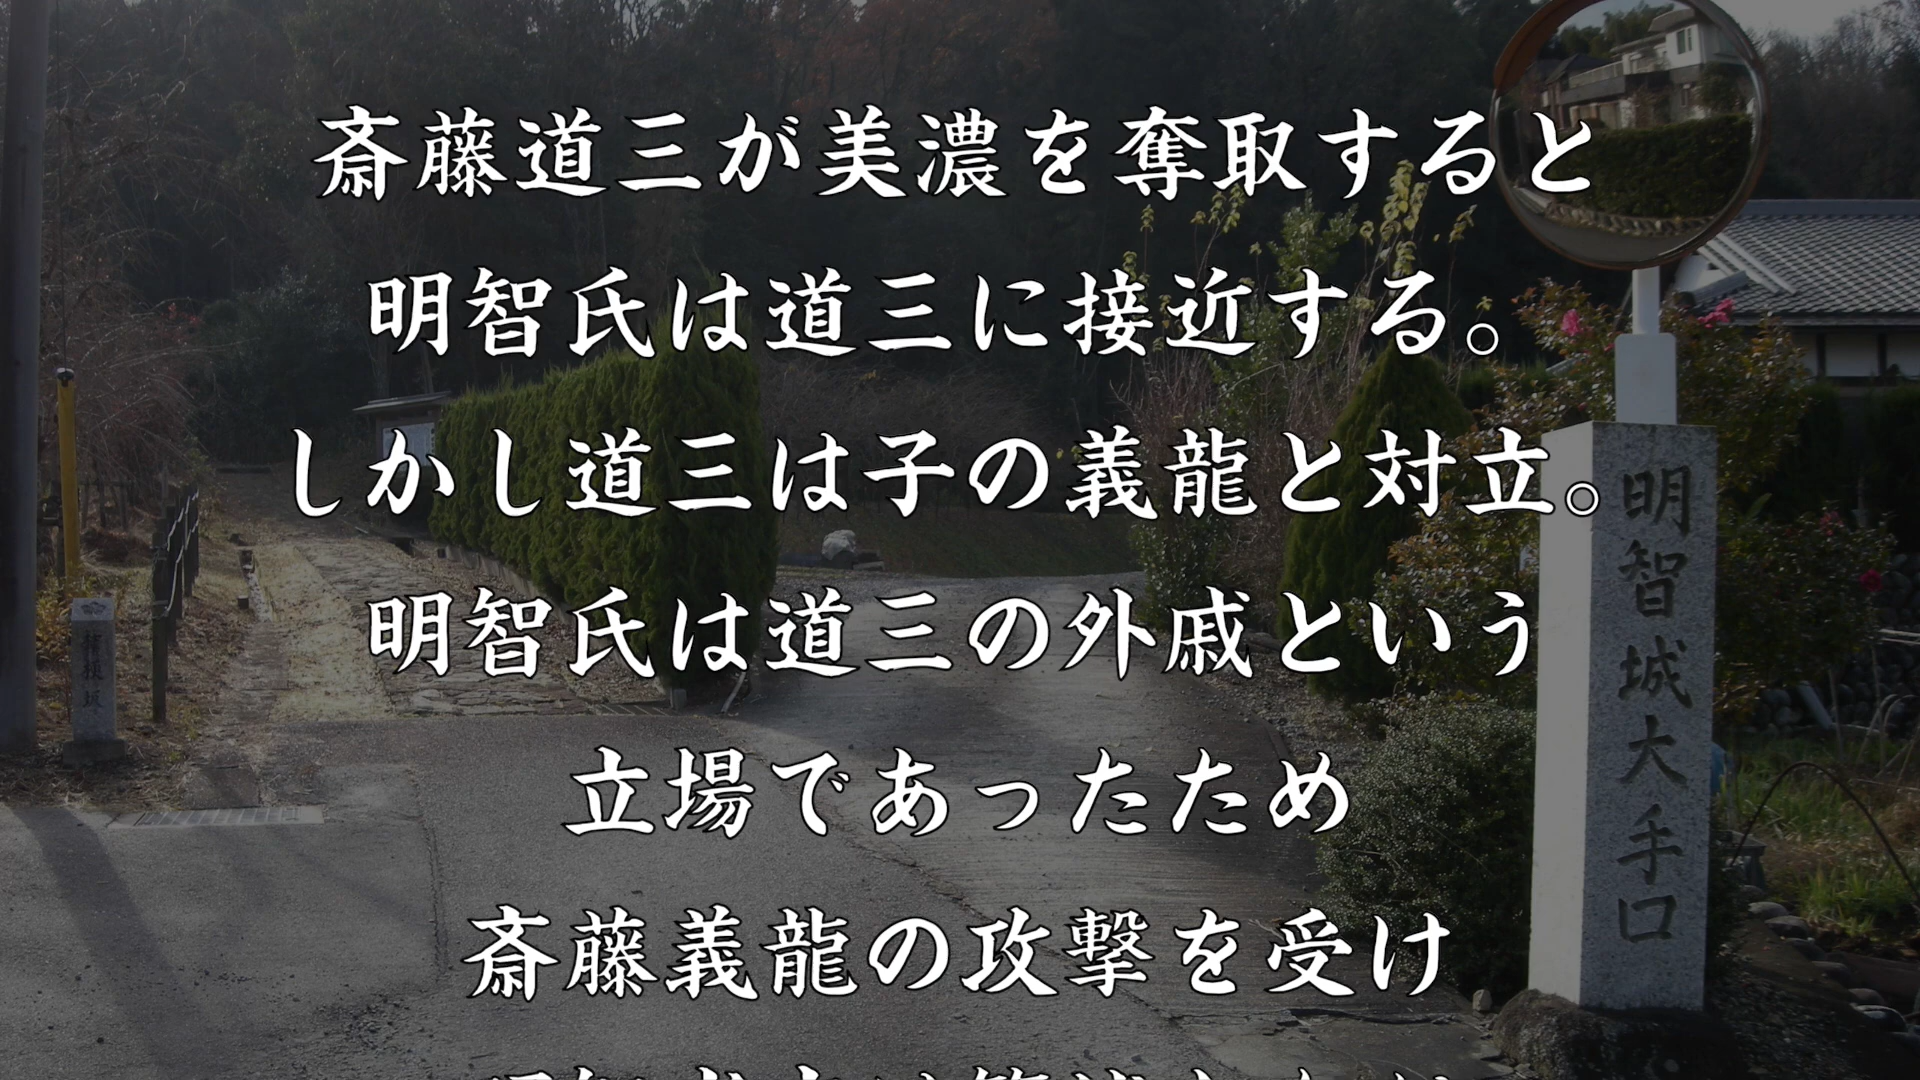 斎藤道三が美濃を奪取すると
明智氏は道三に接近する。
しかし道三は子の義龍と対立。
明智氏は道三の外戚という
立場であったため
斎藤義龍の攻撃を受け
明智城大手口